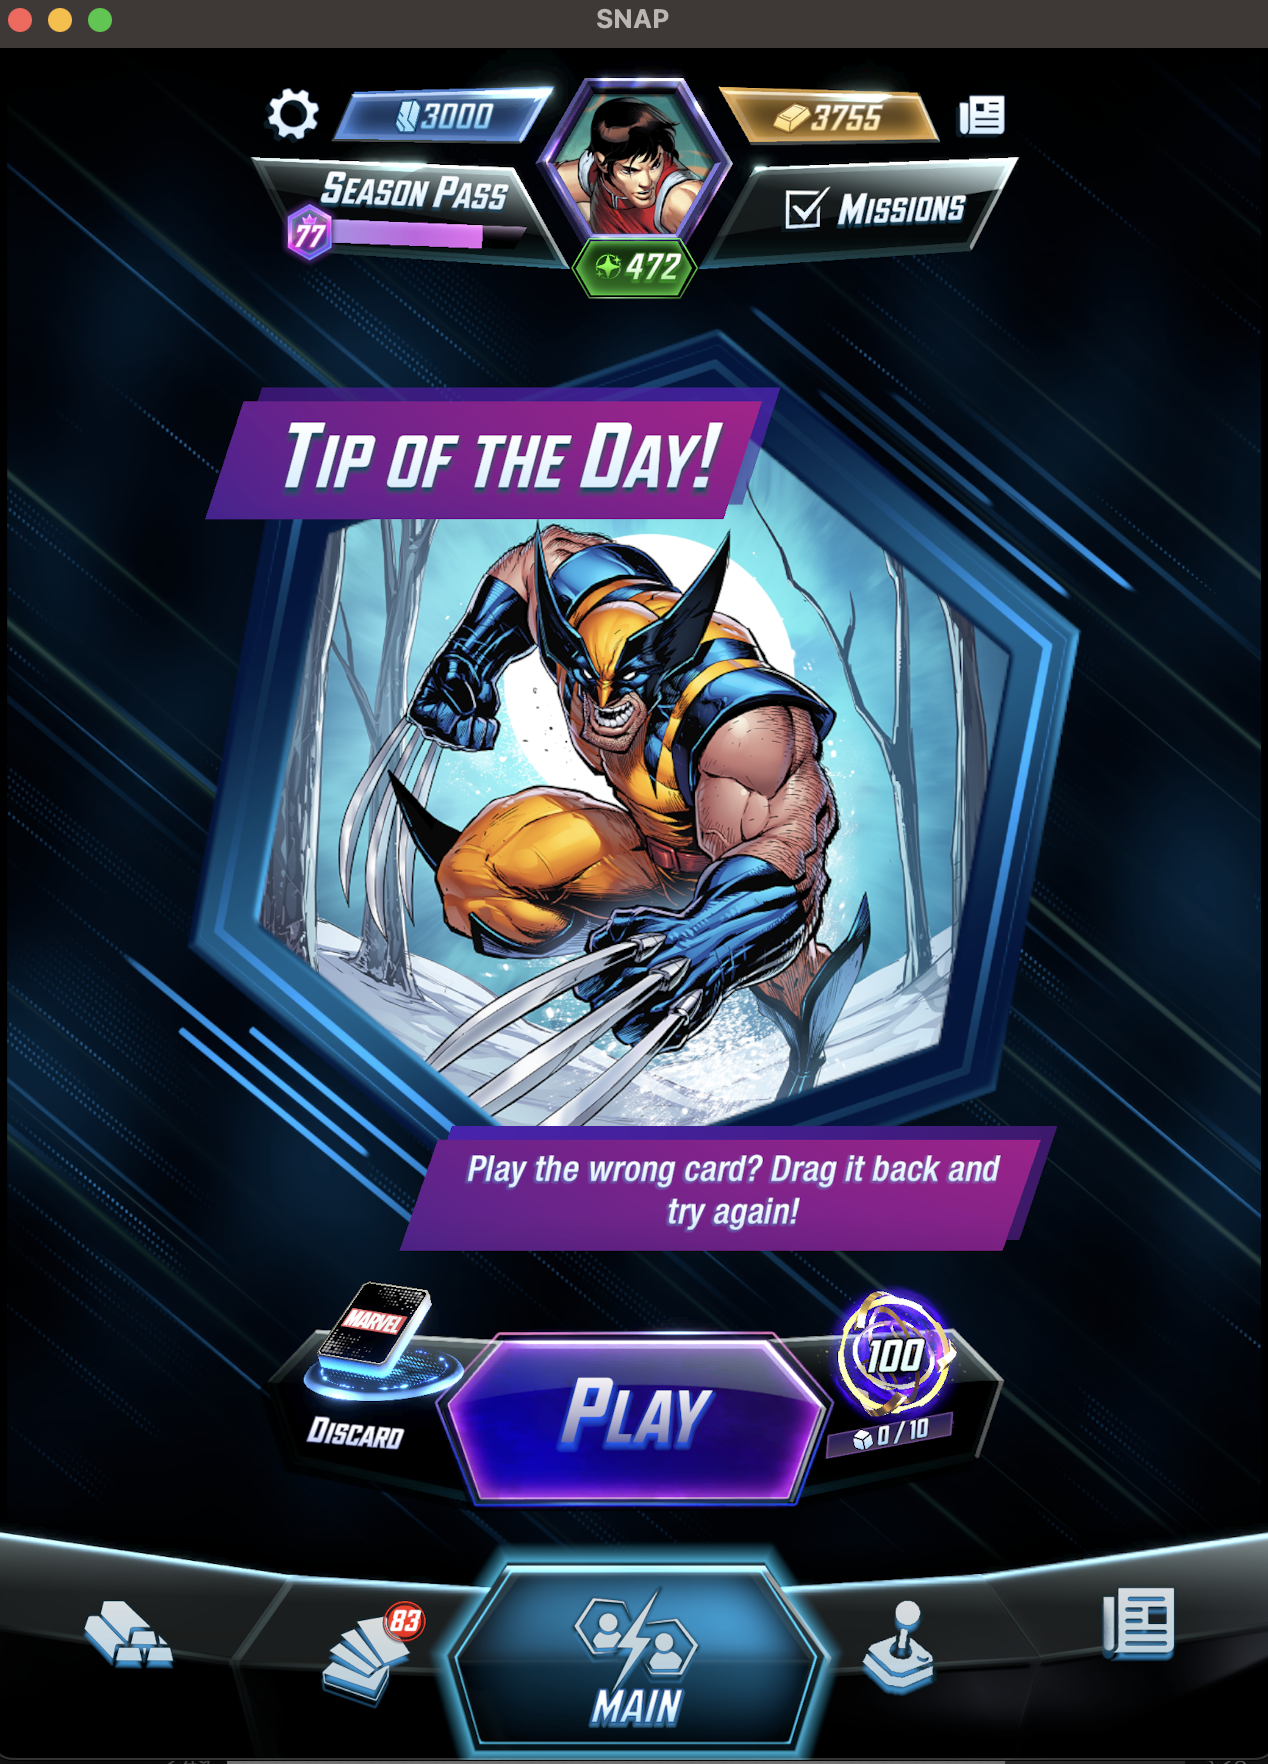 SNAP
3000
3755
SEASON PASS
77
MISSIONS
472
TIP OF THE DAY!
Play the wrong card? Drag it back and
try again!
MARVEL
DISCARD
PLAY
100
0/10
83
MAIN